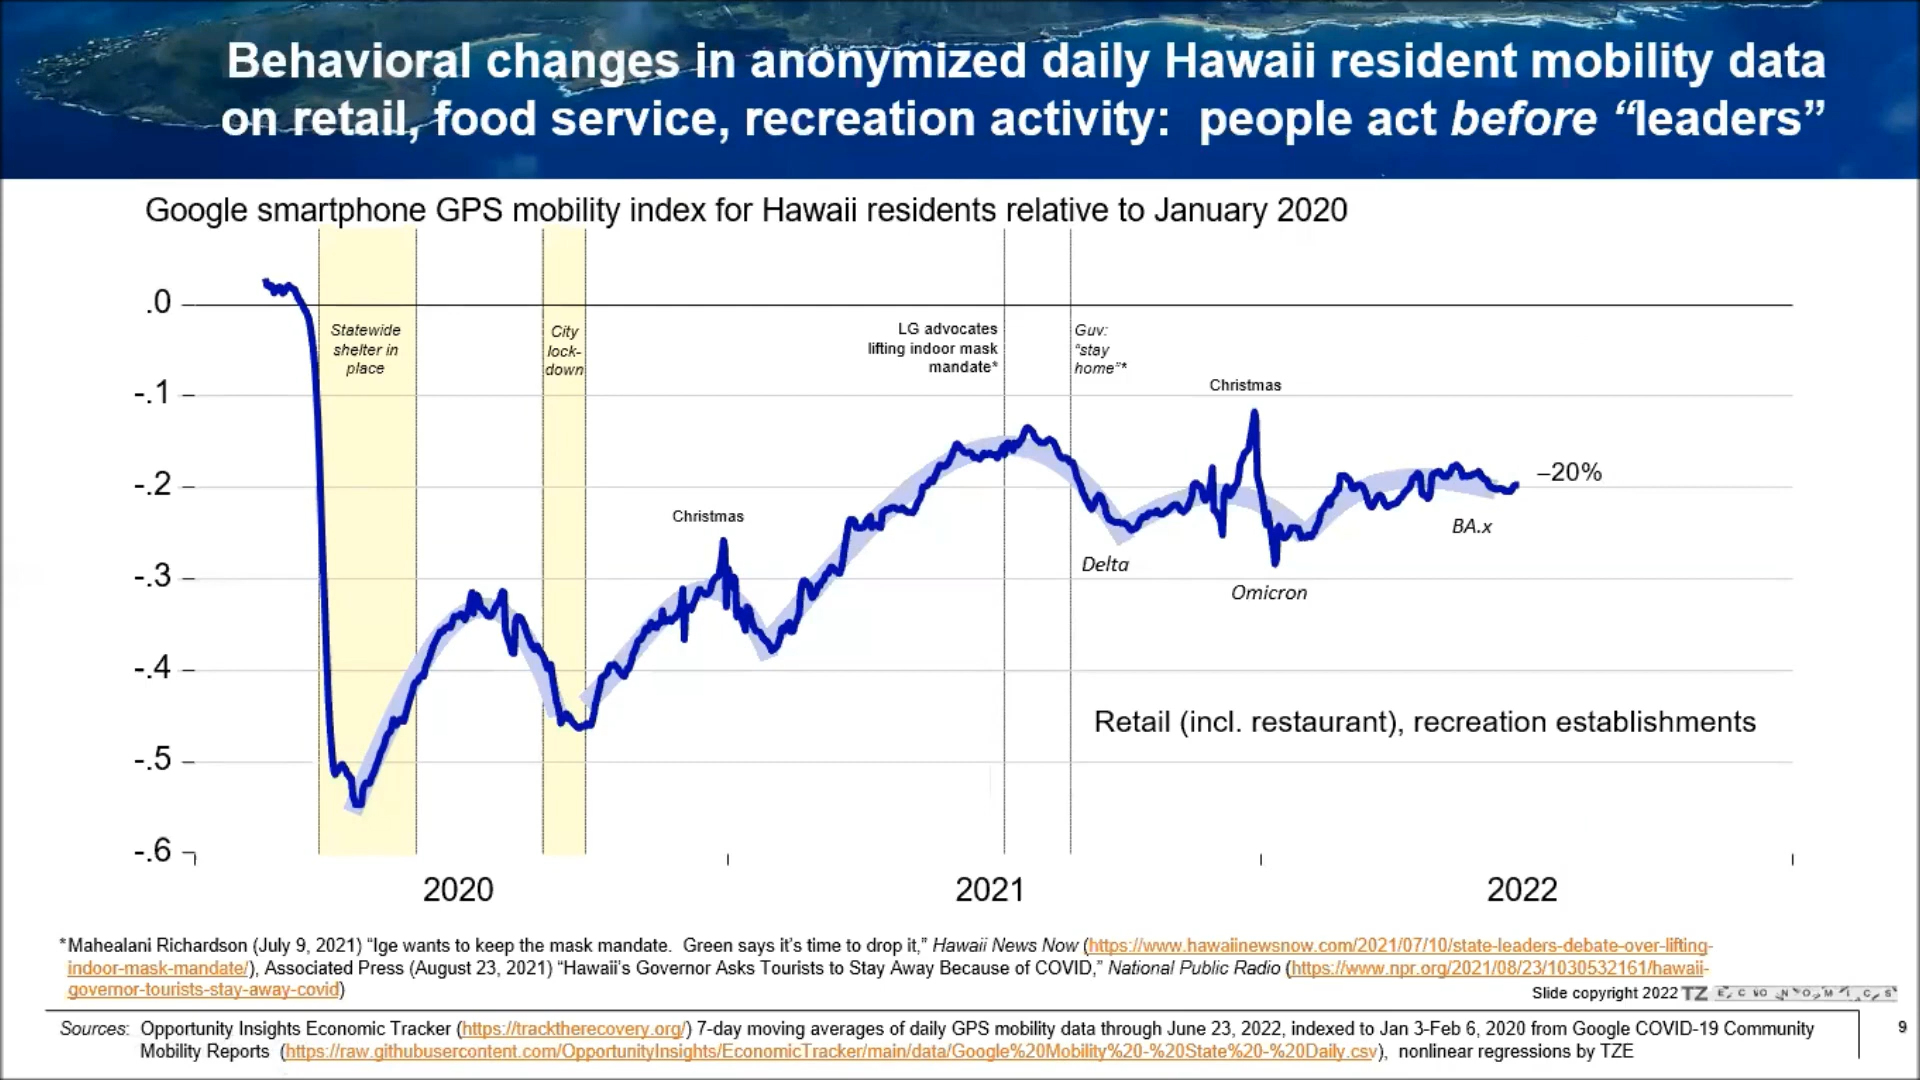 Behavioral changes in anonymized daily Hawaii resident mobility data
on retail, food service, recreation activity:  people act before “leaders”
Google smartphone GPS mobility index for Hawaii residents relative to January 2020
.0
-.1
-.2
-.3
-.4
-.5
-.6
Statewide
shelter in
place
City
lock-
down
LG advocates
lifting indoor mask
mandate*
Guv:
“stay
home”*
Christmas
Christmas
–20%
BA.x
Delta
Omicron
Retail (incl. restaurant), recreation establishments
2020
2021
2022
*Mahealani Richardson (July 9, 2021) “Ige wants to keep the mask mandate.  Green says it’s time to drop it,” Hawaii News Now (https://www.hawaiinewsnow.com/2021/07/10/state-leaders-debate-over-lifting-
indoor-mask-mandate/), Associated Press (August 23, 2021) “Hawaii’s Governor Asks Tourists to Stay Away Because of COVID,” National Public Radio (https://www.npr.org/2021/08/23/1030532161/hawaii-
governor-tourists-stay-away-covid)
Slide copyright 2022 TZ ECONOMICS
Sources:  Opportunity Insights Economic Tracker (https://tracktherecovery.org/) 7-day moving averages of daily GPS mobility data through June 23, 2022, indexed to Jan 3-Feb 6, 2020 from Google COVID-19 Community
Mobility Reports  (https://raw.githubusercontent.com/OpportunityInsights/EconomicTracker/main/data/Google%20Mobility%20-%20State%20-%20Daily.csv),  nonlinear regressions by TZE
9